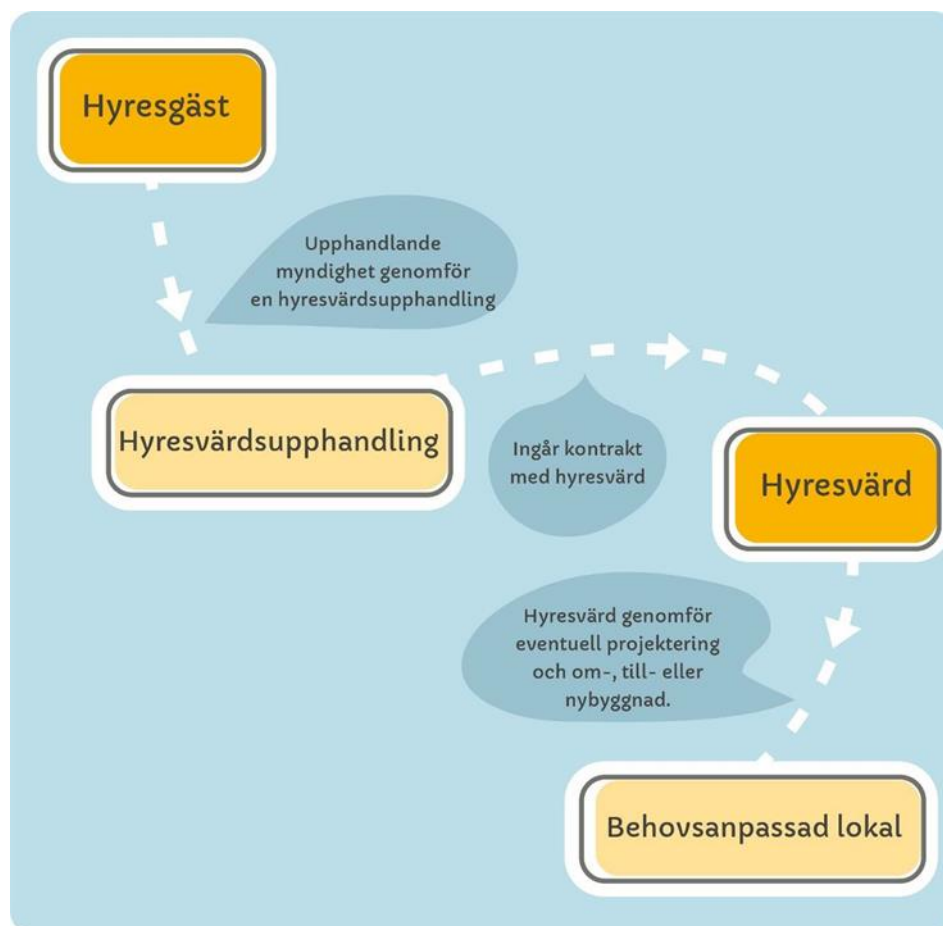 Hyresgäst
Upphandlande
myndighet genomför
en hyresvärdsupphandling
Hyresvärdsupphandling
Ingår kontrakt
med hyresvärd
Hyresvärd
Hyresvärd genomför
eventuell projektering
och om-, till- eller
nybyggnad.
Behovsanpassad lokal